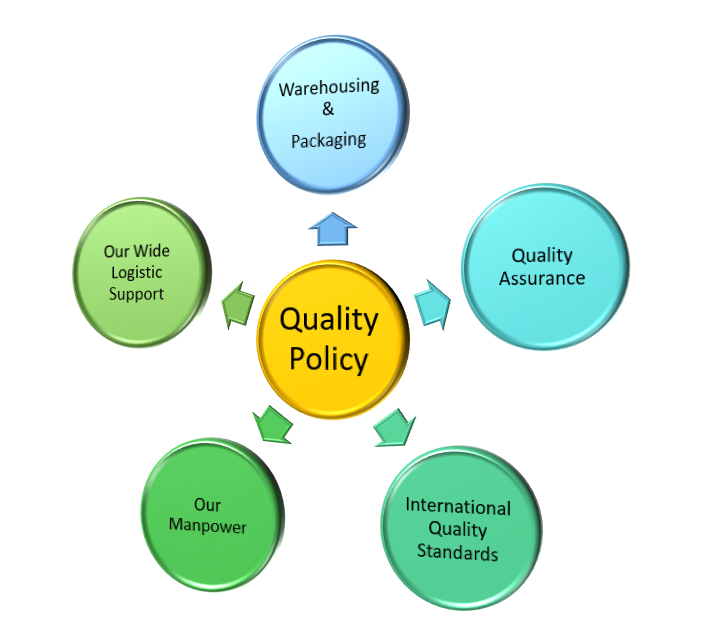 Warehousing
&
Packaging
Quality
Assurance
International
Quality
Standards
Our
Manpower
Our Wide
Logistic
Support
Quality
Policy